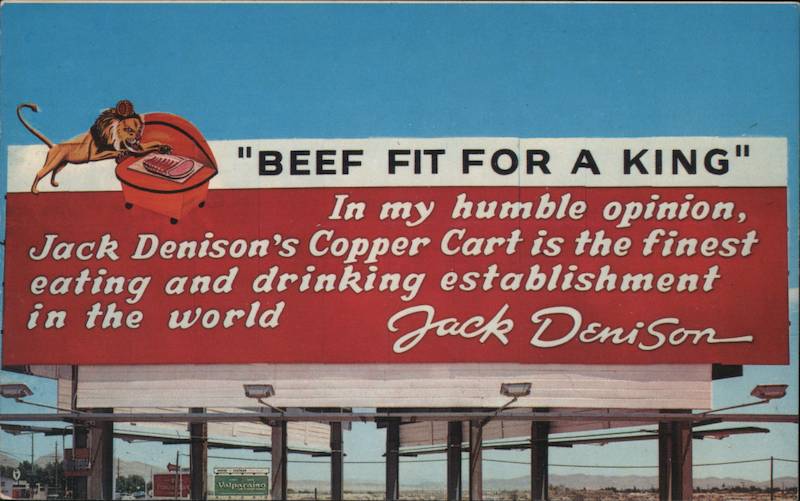 "BEEF FIT FOR A KING"
In my humble opinion,
Jack Denison's Copper Cart is the finest
eating and drinking establishment
in the world
Jack Denison
Valparaiso